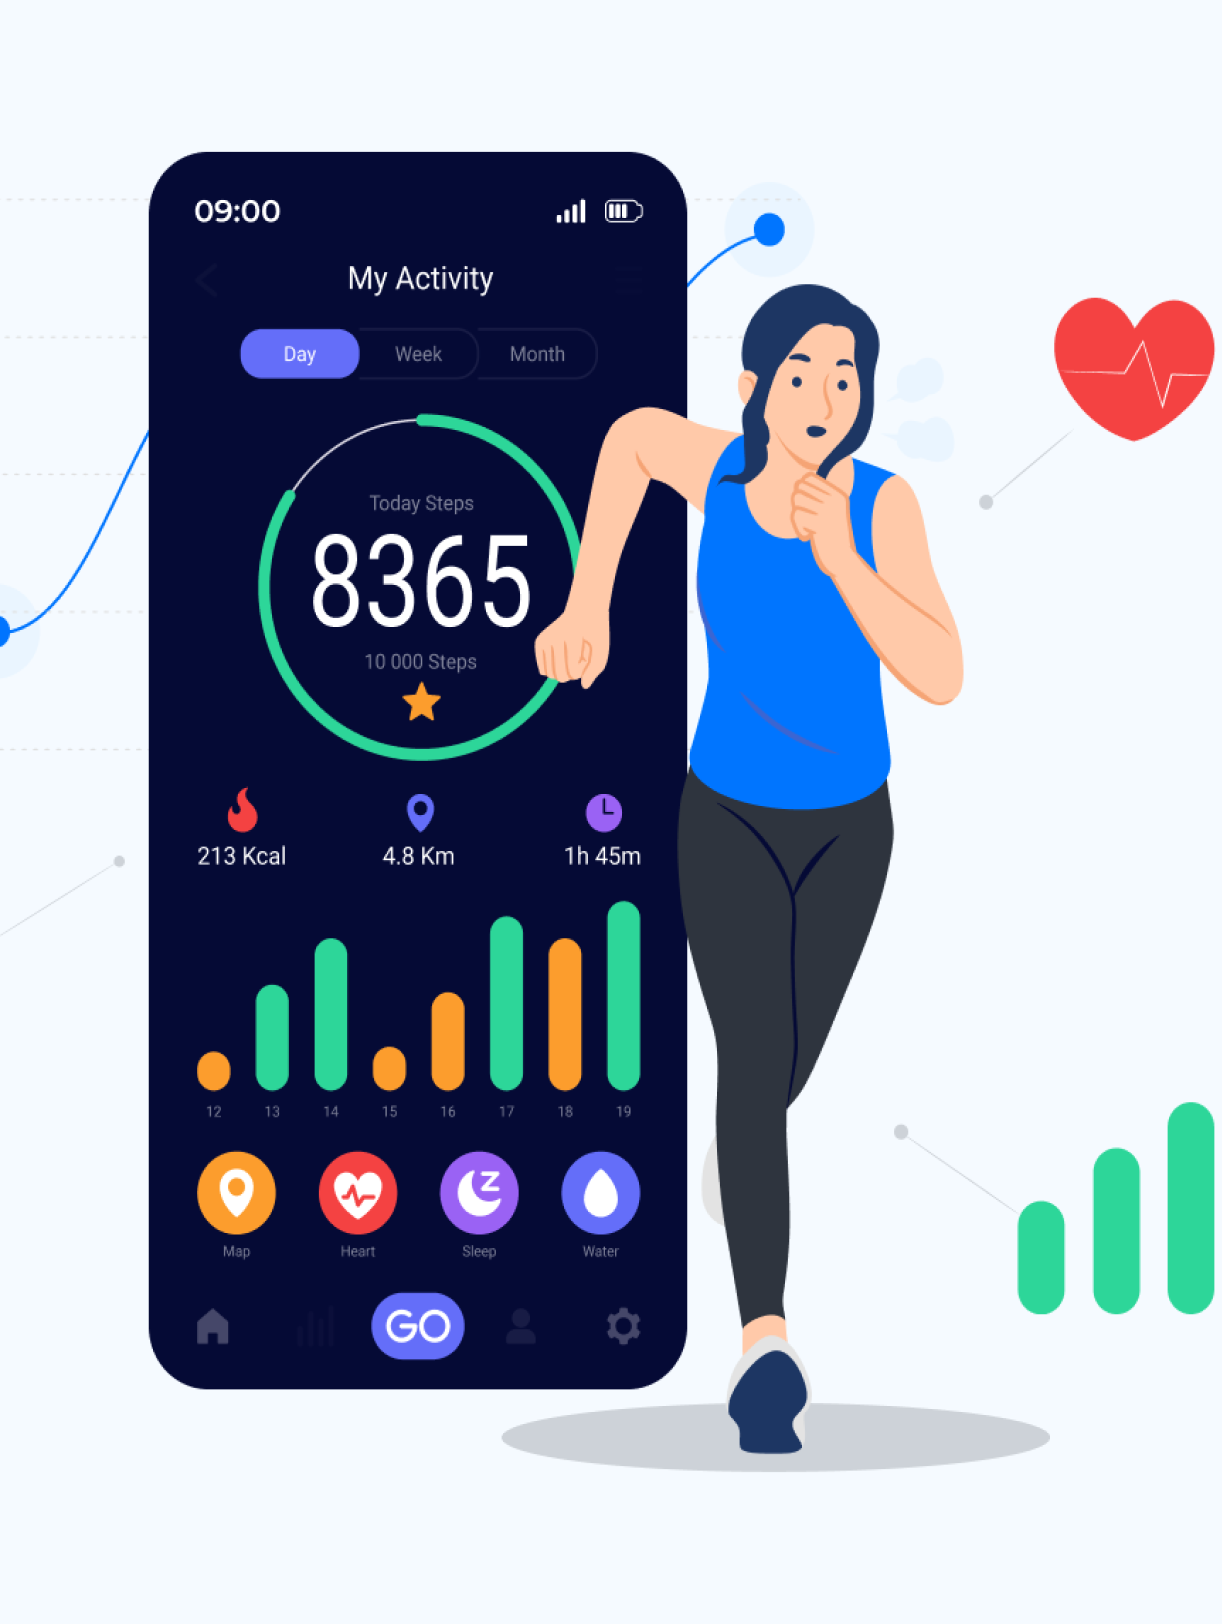 09:00
My Activity
Day Week Month
Today Steps
8365
10 000 Steps
213 Kcal 4.8 Km 1h 45m
12 13 14 15 16 17 18 19
Z
Map Heart Sleep Water
GO